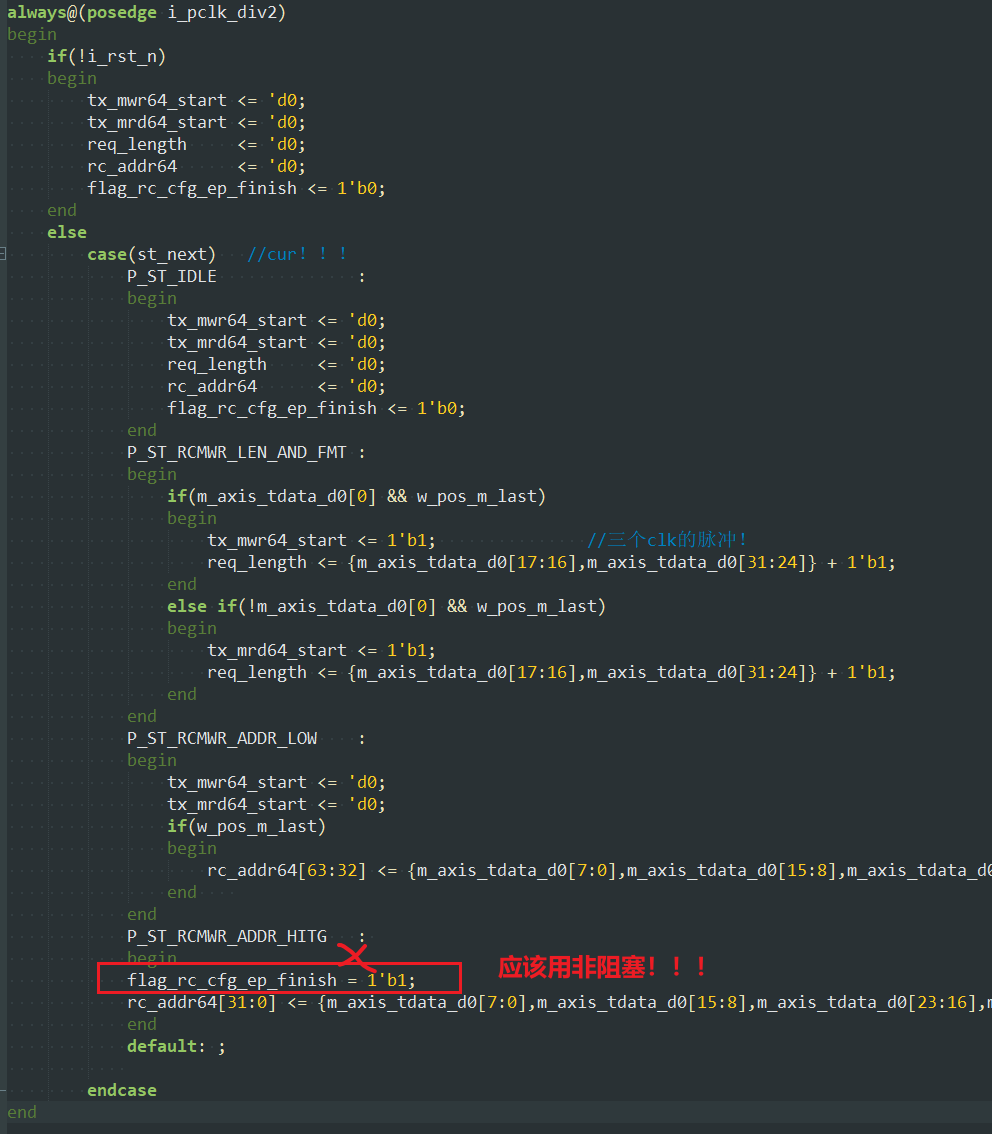 always@(posedge i_pclk_div2)
begin
if(!i_rst_n)
begin
tx_mwr64_start <= 'd0;
tx_mrd64_start <= 'd0;
req_length <= 'd0;
rc_addr64 <= 'd0;
flag_rc_cfg_ep_finish <= 1'b0;
end
else
case(st_next) //cur！！！
P_ST_IDLE :
begin
tx_mwr64_start <= 'd0;
tx_mrd64_start <= 'd0;
req_length <= 'd0;
rc_addr64 <= 'd0;
flag_rc_cfg_ep_finish <= 1'b0;
end
P_ST_RCMWR_LEN_AND_FMT :
begin
if(m_axis_tdata_d0[0] && w_pos_m_last)
begin
tx_mwr64_start <= 1'b1; //三个clk的脉冲！
req_length <= {m_axis_tdata_d0[17:16],m_axis_tdata_d0[31:24]} + 1'b1;
end
else if(!m_axis_tdata_d0[0] && w_pos_m_last)
begin
tx_mrd64_start <= 1'b1;
req_length <= {m_axis_tdata_d0[17:16],m_axis_tdata_d0[31:24]} + 1'b1;
end
end
P_ST_RCMWR_ADDR_LOW :
begin
tx_mwr64_start <= 'd0;
tx_mrd64_start <= 'd0;
if(w_pos_m_last)
begin
rc_addr64[63:32] <= {m_axis_tdata_d0[7:0],m_axis_tdata_d0[15:8],m_axis_tdata_d0
end
end
P_ST_RCMWR_ADDR_HITG :
begin
flag_rc_cfg_ep_finish = 1'b1; 应该用非阻塞！！！
rc_addr64[31:0] <= {m_axis_tdata_d0[7:0],m_axis_tdata_d0[15:8],m_axis_tdata_d0[23:16],m
end
default: ;
endcase
end